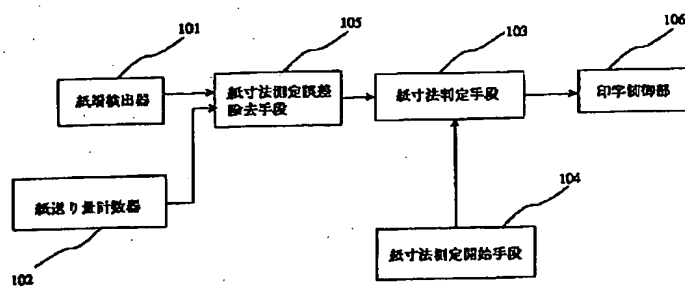 101
105
103
106
紙端検出器
紙寸法測定誤差
除去手段
紙寸法判定手段
印字制御部
104
紙送り量計数器
紙寸法測定開始手段
102